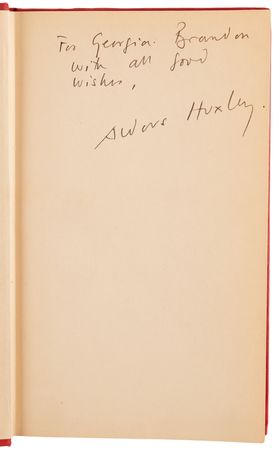 For Georgia Brandon
with all good
wishes,
Aldous Huxley.